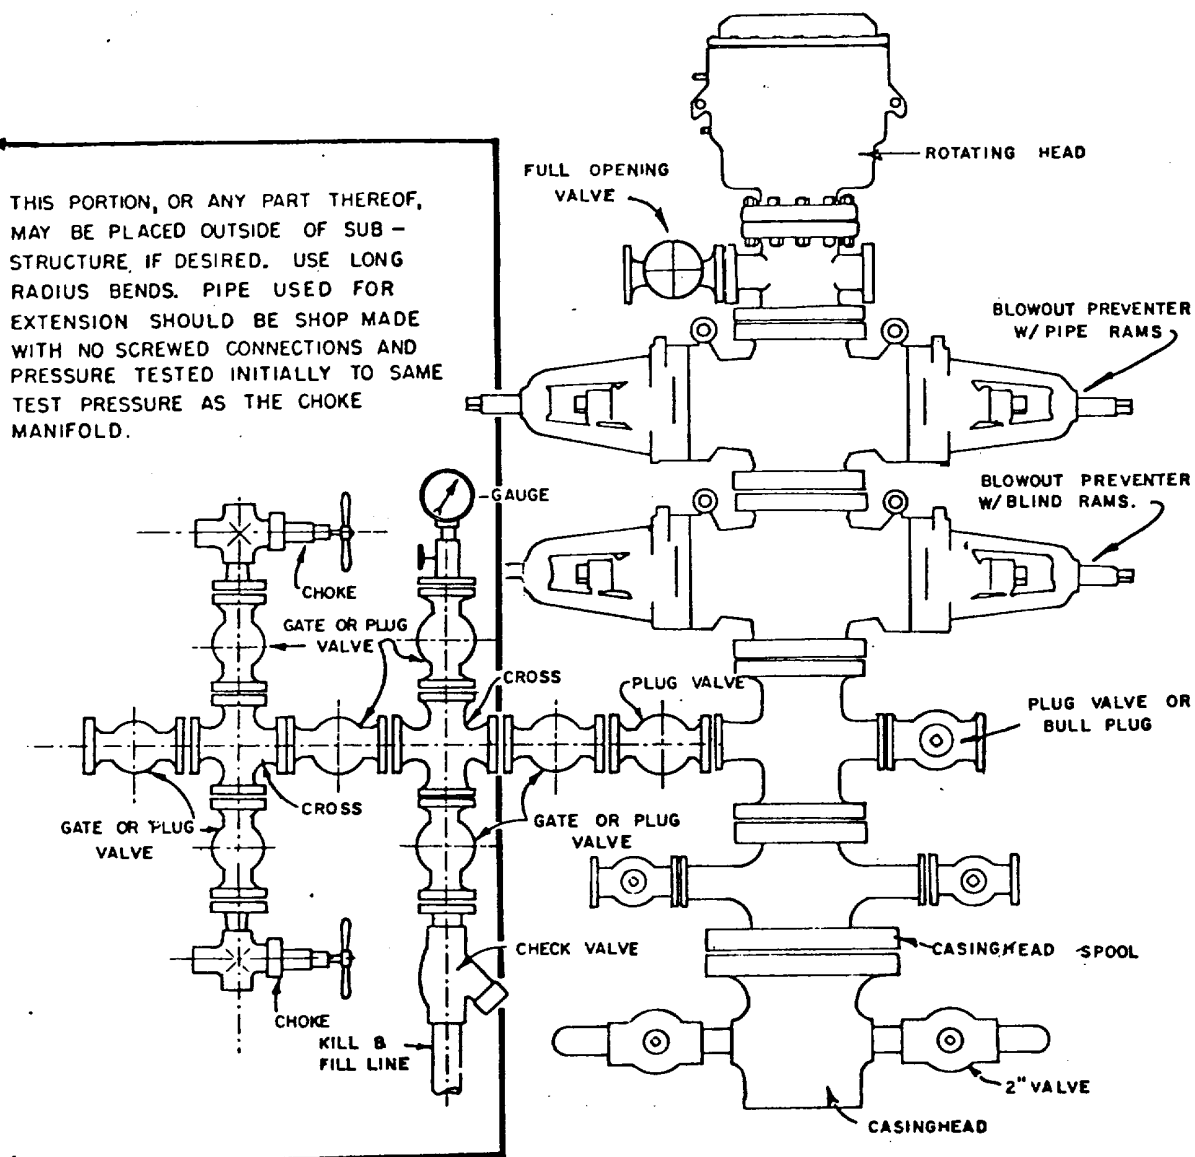 ROTATING HEAD
FULL OPENING
VALVE
THIS PORTION, OR ANY PART THEREOF,
MAY BE PLACED OUTSIDE OF SUB-
STRUCTURE, IF DESIRED. USE LONG
RADIUS BENDS. PIPE USED FOR
EXTENSION SHOULD BE SHOP MADE
WITH NO SCREWED CONNECTIONS AND
PRESSURE TESTED INITIALLY TO SAME
TEST PRESSURE AS THE CHOKE
MANIFOLD.
BLOWOUT PREVENTER
W/ PIPE RAMS
BLOWOUT PREVENTER
W/ BLIND RAMS.
GAUGE
CHOKE
GATE OR PLUG
VALVE
CROSS
PLUG VALVE
PLUG VALVE OR
BULL PLUG
CROSS
GATE OR PLUG
VALVE
GATE OR PLUG
VALVE
CHECK VALVE
CASINGHEAD SPOOL
CHOKE
KILL &
FILL LINE
2" VALVE
CASINGHEAD